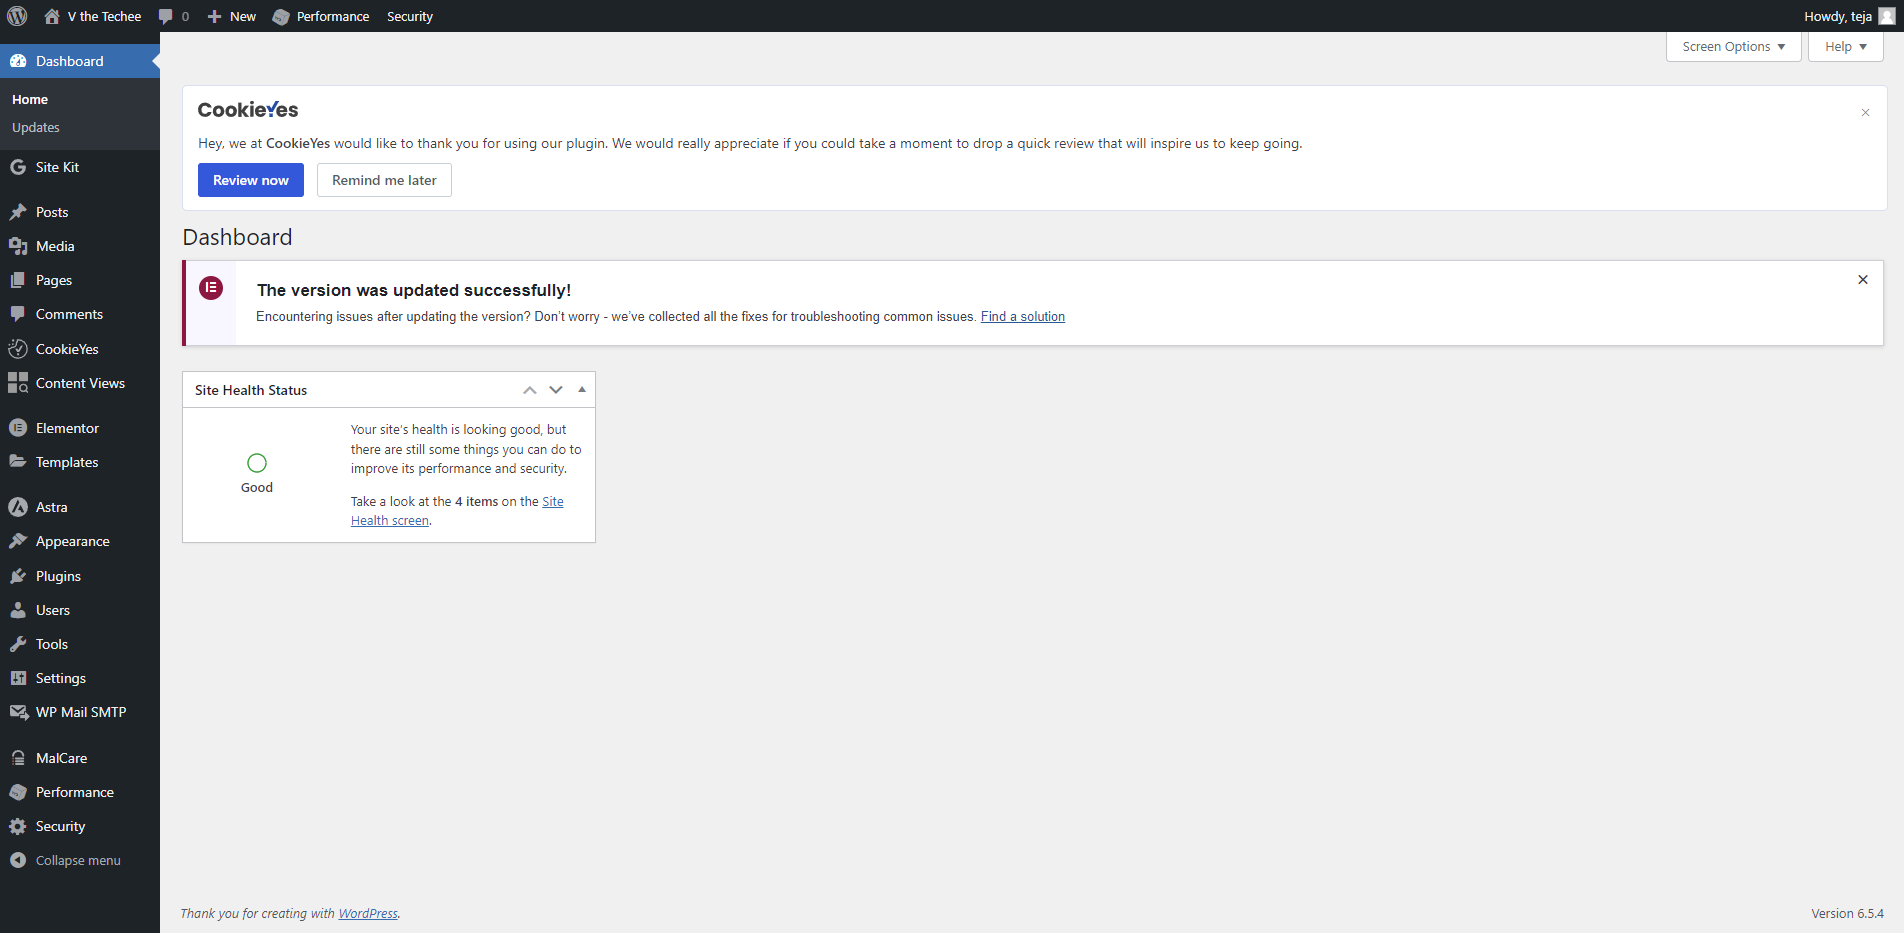 V the Techee
0
New
Performance
Security
Howdy, teja
Screen Options
Help
Dashboard
Home
Updates
Site Kit
Posts
Media
Pages
Comments
CookieYes
Content Views
Elementor
Templates
Astra
Appearance
Plugins
Users
Tools
Settings
WP Mail SMTP
MalCare
Performance
Security
Collapse menu
CookieYes
Hey, we at CookieYes would like to thank you for using our plugin. We would really appreciate if you could take a moment to drop a quick review that will inspire us to keep going.
Review now
Remind me later
Dashboard
The version was updated successfully!
Encountering issues after updating the version? Don't worry - we've collected all the fixes for troubleshooting common issues. Find a solution
Site Health Status
Good
Your site's health is looking good, but
there are still some things you can do to
improve its performance and security.
Take a look at the 4 items on the Site
Health screen.
Thank you for creating with WordPress.
Version 6.5.4